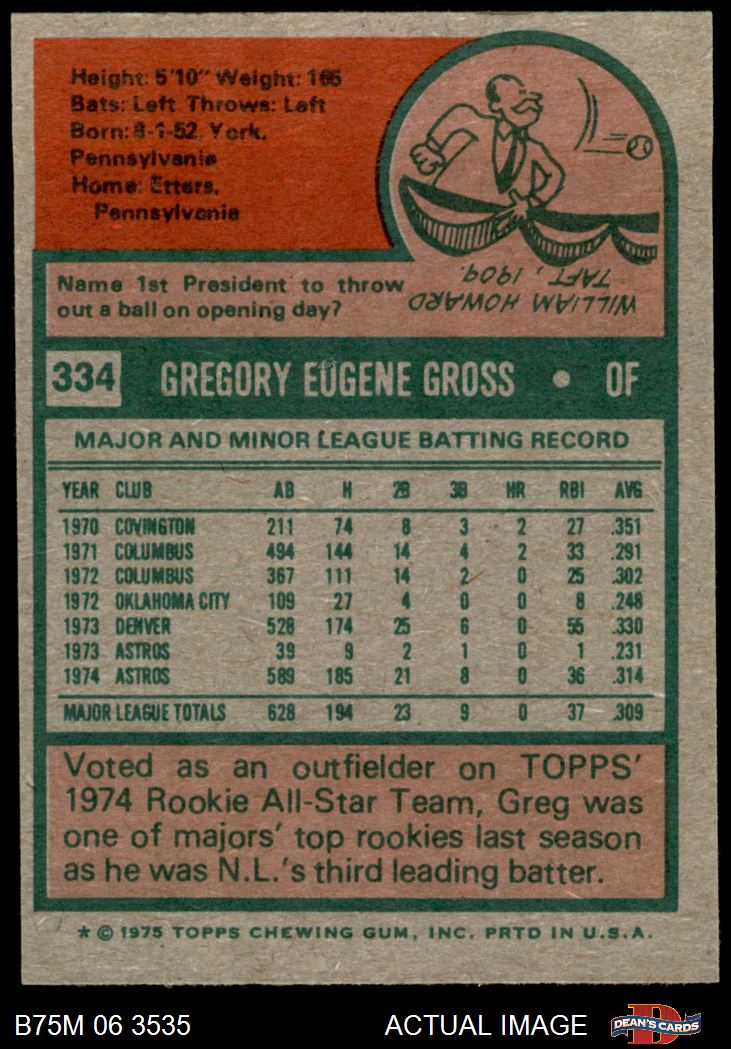 Height: 5'10" Weight: 165
Bats: Left Throws: Left
Born: 8-1-52 York,
Pennsylvania
Home: Etters,
Pennsylvania
Name 1st President to throw
out a ball on opening day?
WILLIAM HOWARD
TAFT, 1909.
334 GREGORY EUGENE GROSS • OF
MAJOR AND MINOR LEAGUE BATTING RECORD
YEAR CLUB AB H 2B 3B HR RBI AVG
1970 COVINGTON 211 74 8 3 2 27 .351
1971 COLUMBUS 494 144 14 4 2 33 .291
1972 COLUMBUS 367 111 14 2 0 25 .302
1972 OKLAHOMA CITY 109 27 4 0 0 8 .248
1973 DENVER 528 174 25 6 0 55 .330
1973 ASTROS 39 9 2 1 0 1 .231
1974 ASTROS 589 185 21 8 0 36 .314
MAJOR LEAGUE TOTALS 628 194 23 9 0 37 .309
Voted as an outfielder on TOPPS'
1974 Rookie All-Star Team, Greg was
one of majors' top rookies last season
as he was N.L.'s third leading batter.
* © 1975 TOPPS CHEWING GUM, INC. PRTD IN U.S.A.
B75M 06 3535 ACTUAL IMAGE DEAN'S CARDS